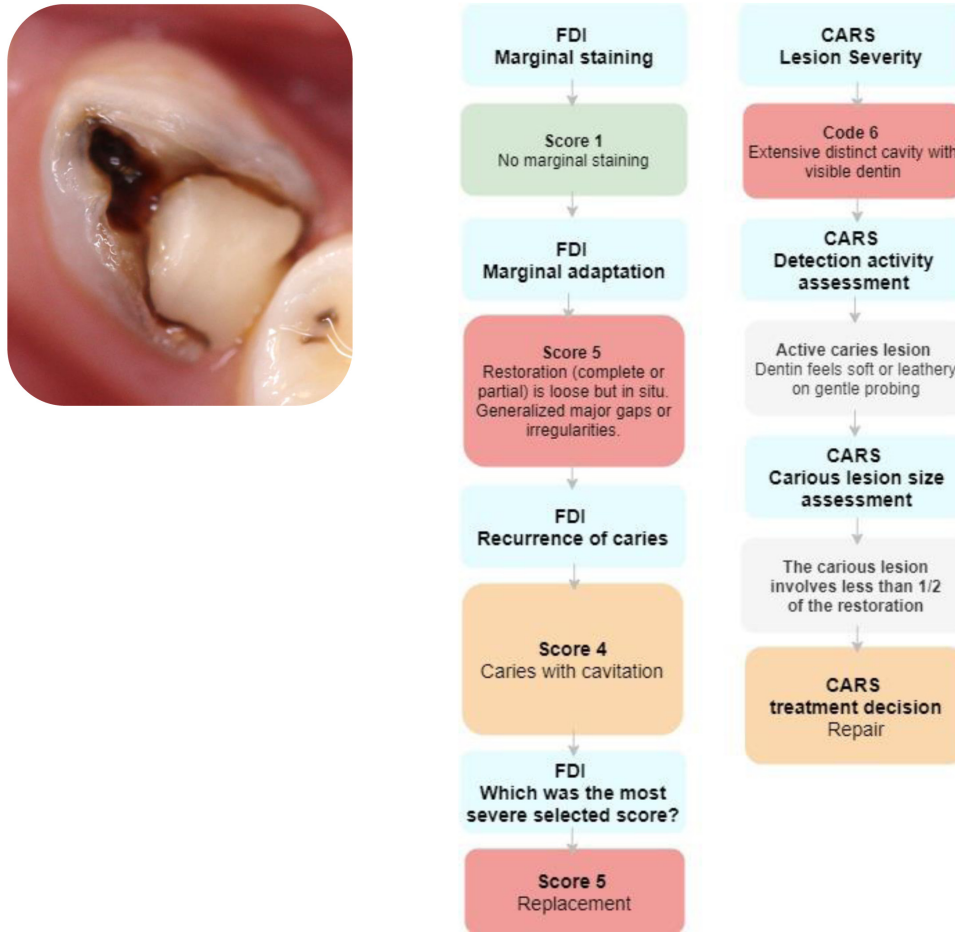 FDI
Marginal staining
Score 1
No marginal staining
FDI
Marginal adaptation
Score 5
Restoration (complete or
partial) is loose but in situ.
Generalized major gaps or
irregularities.
FDI
Recurrence of caries
Score 4
Caries with cavitation
FDI
Which was the most
severe selected score?
Score 5
Replacement
CARS
Lesion Severity
Code 6
Extensive distinct cavity with
visible dentin
CARS
Detection activity
assessment
Active caries lesion
Dentin feels soft or leathery
on gentle probing
CARS
Carious lesion size
assessment
The carious lesion
involves less than 1/2
of the restoration
CARS
treatment decision
Repair